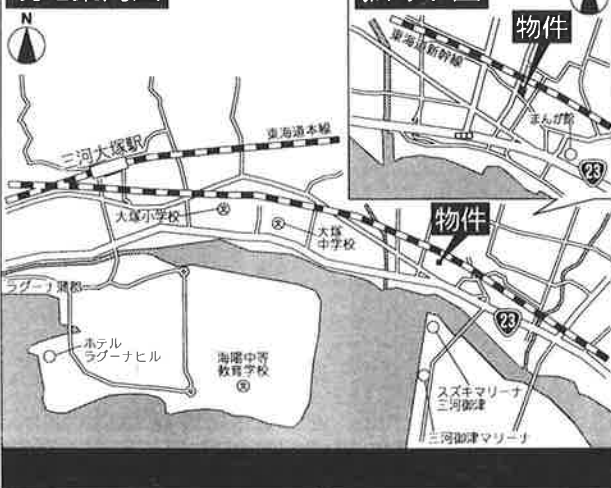 N
物件
東海道新幹線
まんが館
23
三河大塚駅
東海道本線
大塚小学校
文
文
大塚
中学校
物件
ラグーナ蒲郡
23
ホテル
ラグーナヒル
海陽中等
教育学校
文
スズキマリーナ
三河御津
三河御津マリーナ